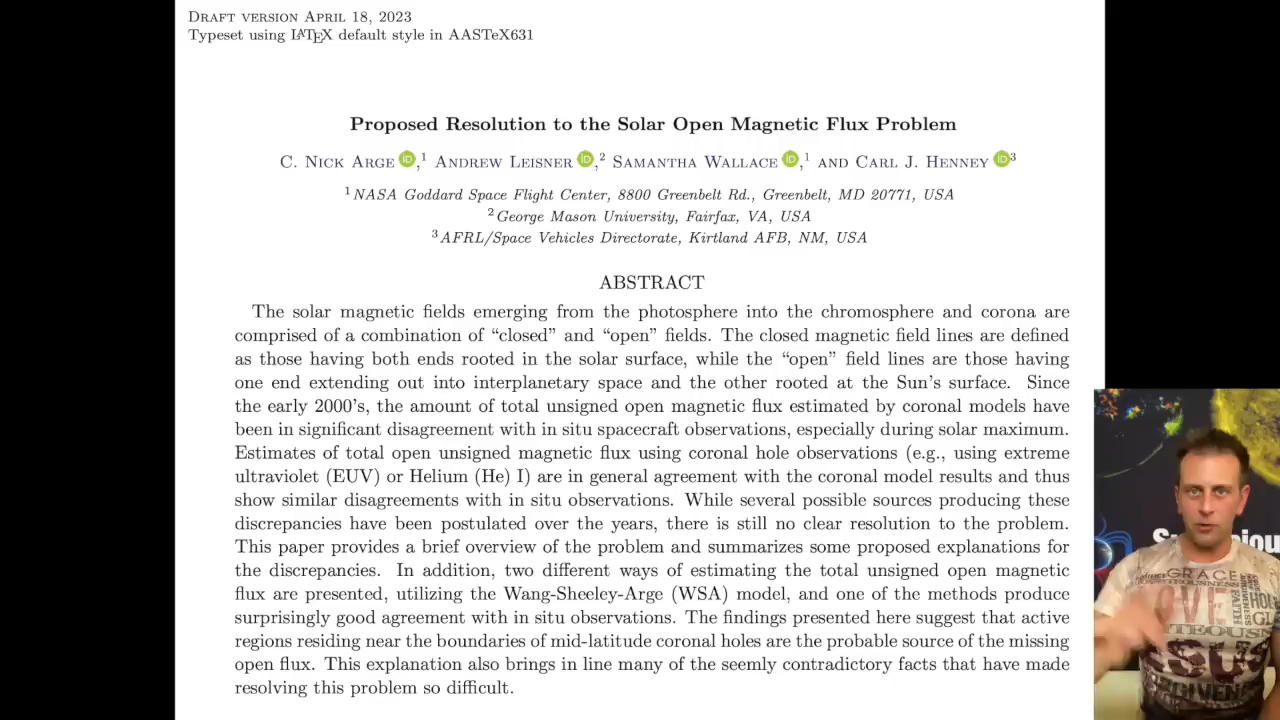 DRAFT VERSION APRIL 18, 2023
Typeset using LATEX default style in AASTeX631
Proposed Resolution to the Solar Open Magnetic Flux Problem
C. NICK ARGE iD,1 ANDREW LEISNER iD,2 SAMANTHA WALLACE iD,1 AND CARL J. HENNEY iD3
1NASA Goddard Space Flight Center, 8800 Greenbelt Rd., Greenbelt, MD 20771, USA
2George Mason University, Fairfax, VA, USA
3AFRL/Space Vehicles Directorate, Kirtland AFB, NM, USA
ABSTRACT
The solar magnetic fields emerging from the photosphere into the chromosphere and corona are
comprised of a combination of “closed” and “open” fields. The closed magnetic field lines are defined
as those having both ends rooted in the solar surface, while the “open” field lines are those having
one end extending out into interplanetary space and the other rooted at the Sun’s surface. Since
the early 2000’s, the amount of total unsigned open magnetic flux estimated by coronal models have
been in significant disagreement with in situ spacecraft observations, especially during solar maximum.
Estimates of total open unsigned magnetic flux using coronal hole observations (e.g., using extreme
ultraviolet (EUV) or Helium (He) I) are in general agreement with the coronal model results and thus
show similar disagreements with in situ observations. While several possible sources producing these
discrepancies have been postulated over the years, there is still no clear resolution to the problem.
This paper provides a brief overview of the problem and summarizes some proposed explanations for
the discrepancies. In addition, two different ways of estimating the total unsigned open magnetic
flux are presented, utilizing the Wang-Sheeley-Arge (WSA) model, and one of the methods produce
surprisingly good agreement with in situ observations. The findings presented here suggest that active
regions residing near the boundaries of mid-latitude coronal holes are the probable source of the missing
open flux. This explanation also brings in line many of the seemly contradictory facts that have made
resolving this problem so difficult.
GRACE
LOVE